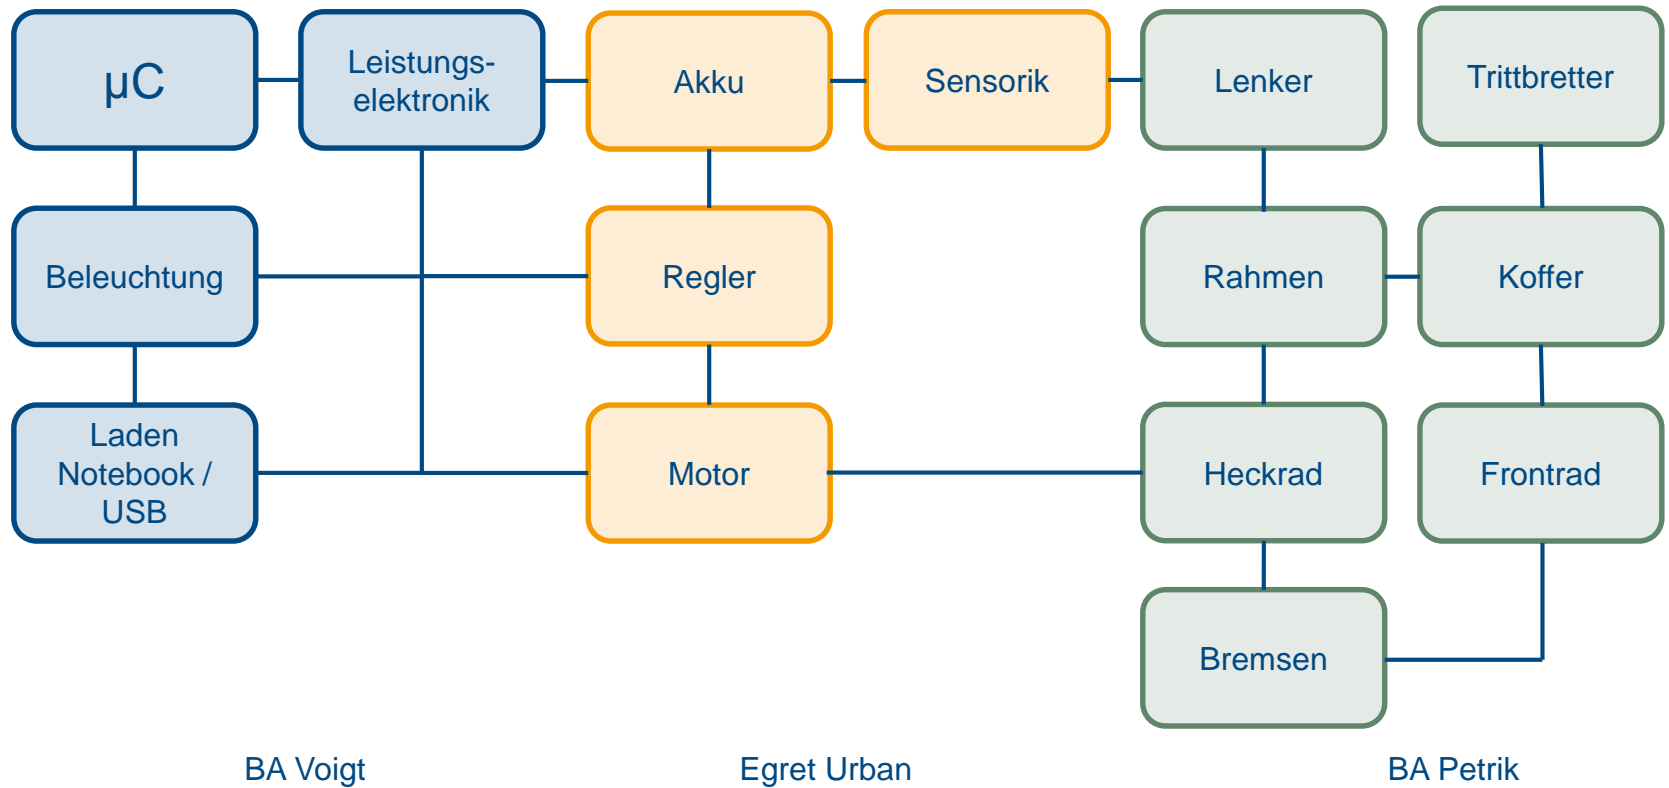 µC
Leistungs-
elektronik
Akku
Sensorik
Lenker
Trittbretter
Beleuchtung
Regler
Rahmen
Koffer
Laden
Notebook /
USB
Motor
Heckrad
Frontrad
Bremsen
BA Voigt
Egret Urban
BA Petrik